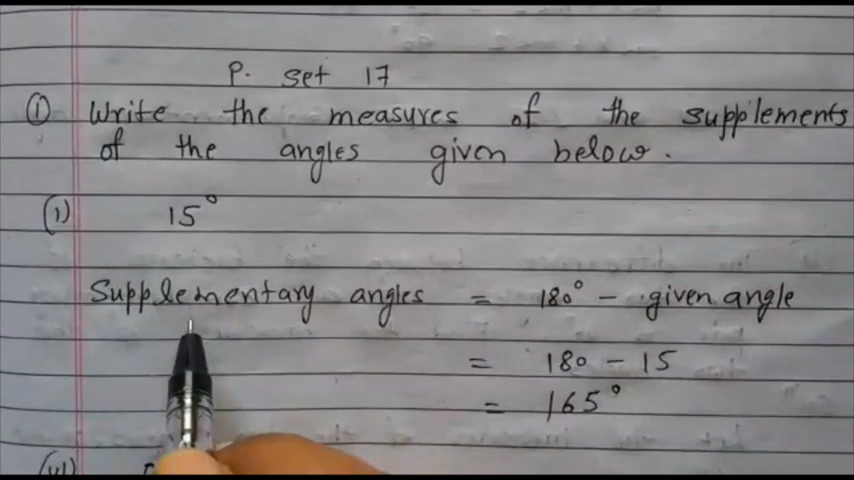 P. set 17
① Write the measures of the supplements
of the angles given below.
(i) 15°
Supplementary angles = 180° - given angle
= 180 - 15
= 165°